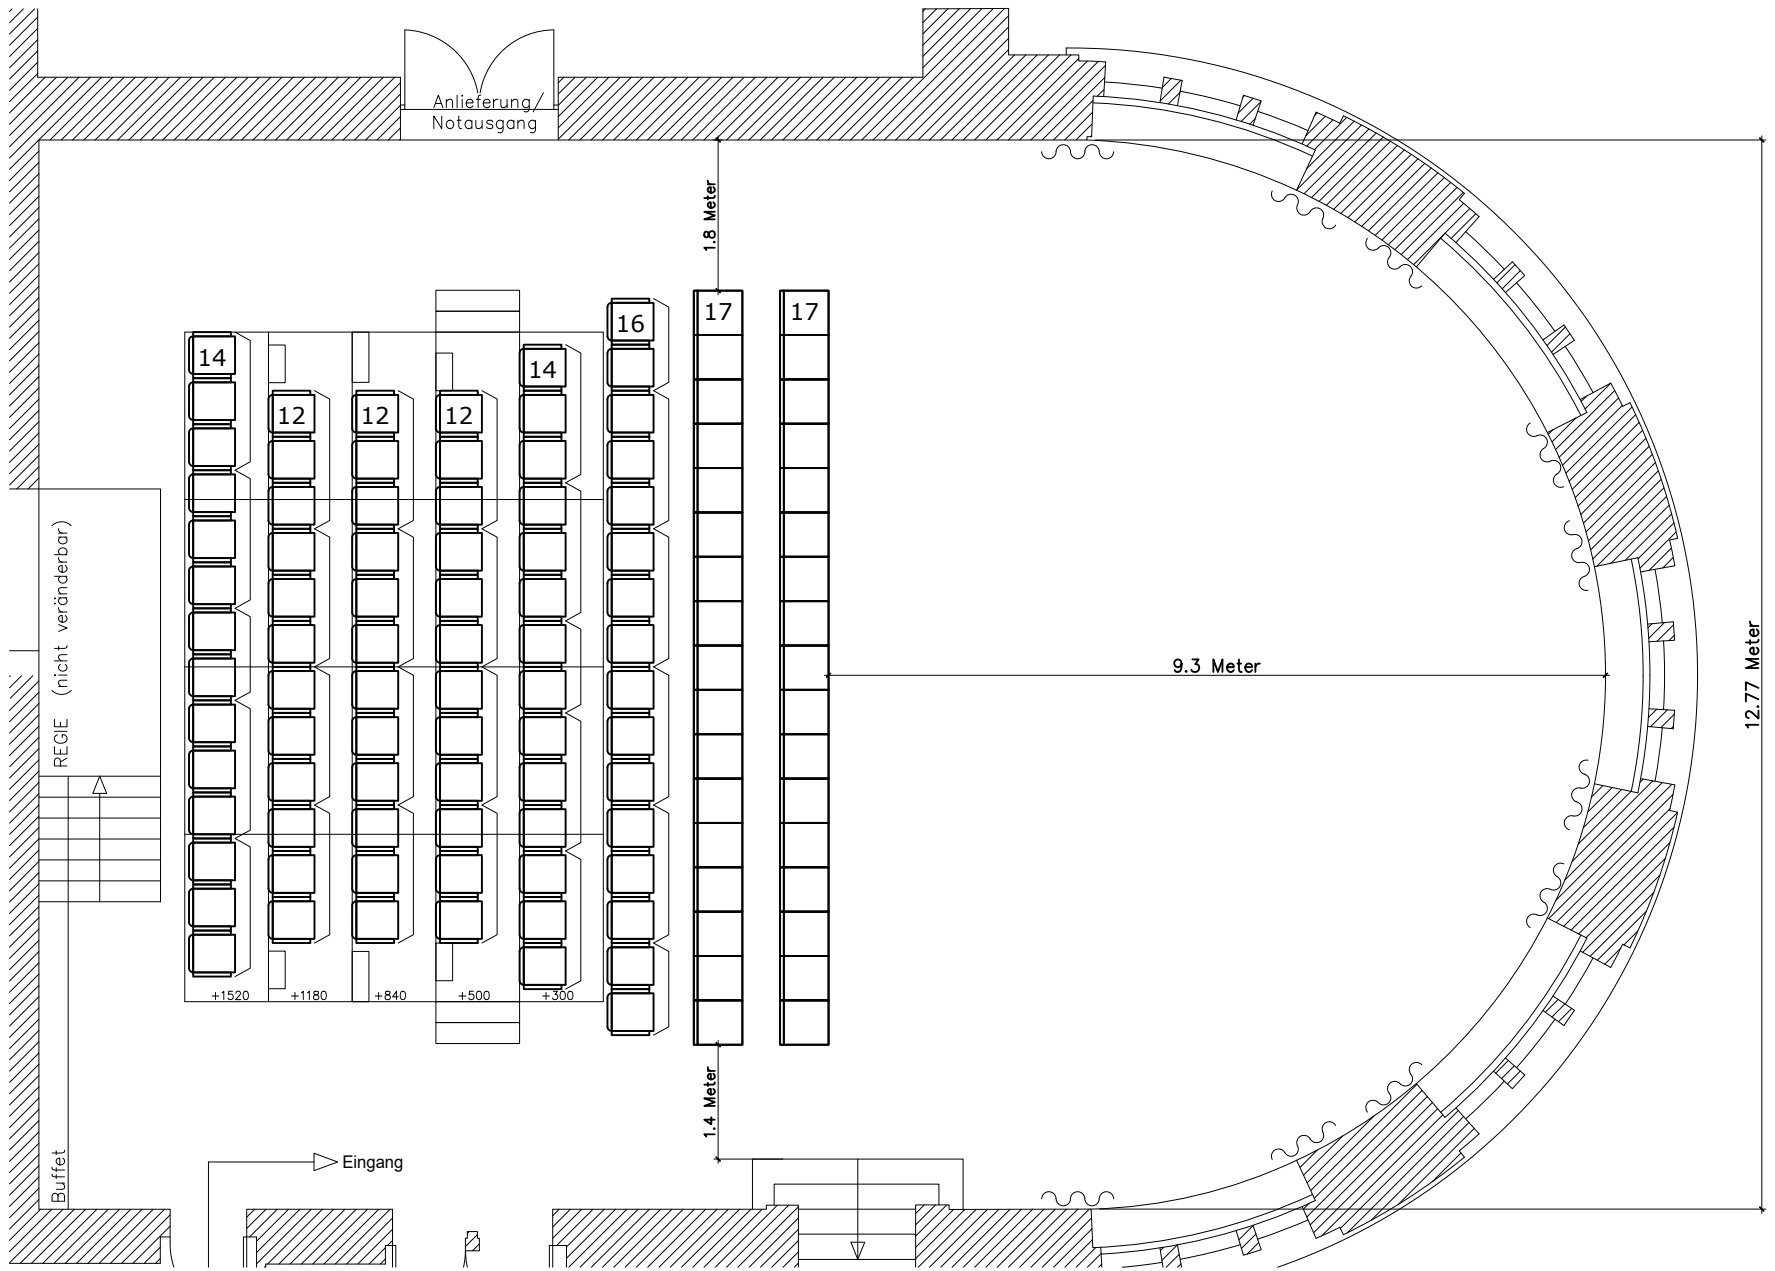 Anlieferung/
Notausgang
1.8 Meter
14
12
12
12
14
16
17
17
REGIE (nicht veränderbar)
9.3 Meter
12.77 Meter
+1520
+1180
+840
+500
+300
1.4 Meter
Buffet
Eingang